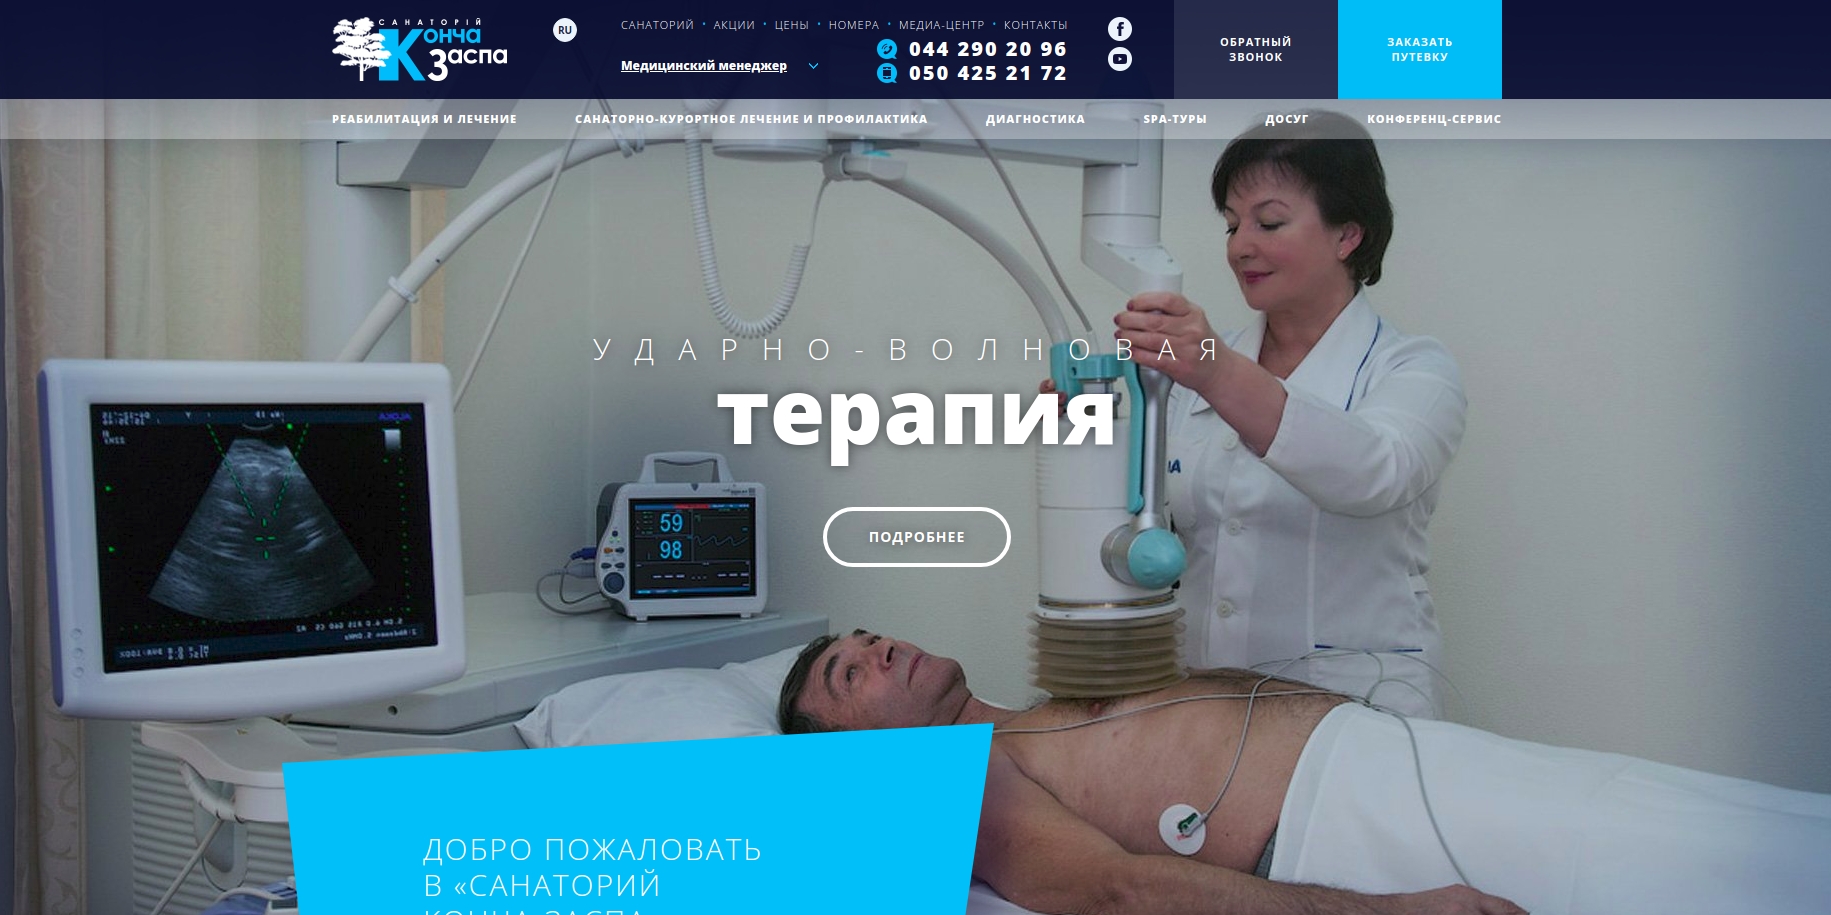 САНАТОРІЙ
Конча
Заспа
RU
САНАТОРИЙ • АКЦИИ • ЦЕНЫ • НОМЕРА • МЕДИА-ЦЕНТР • КОНТАКТЫ
Медицинский менеджер
044 290 20 96
050 425 21 72
ОБРАТНЫЙ
ЗВОНОК
ЗАКАЗАТЬ
ПУТЕВКУ
РЕАБИЛИТАЦИЯ И ЛЕЧЕНИЕ
САНАТОРНО-КУРОРТНОЕ ЛЕЧЕНИЕ И ПРОФИЛАКТИКА
ДИАГНОСТИКА
SPA-ТУРЫ
ДОСУГ
КОНФЕРЕНЦ-СЕРВИС
УДАРНО-ВОЛНОВАЯ
терапия
59
98
ПОДРОБНЕЕ
ДОБРО ПОЖАЛОВАТЬ
В «САНАТОРИЙ
КОНЧА-ЗАСПА